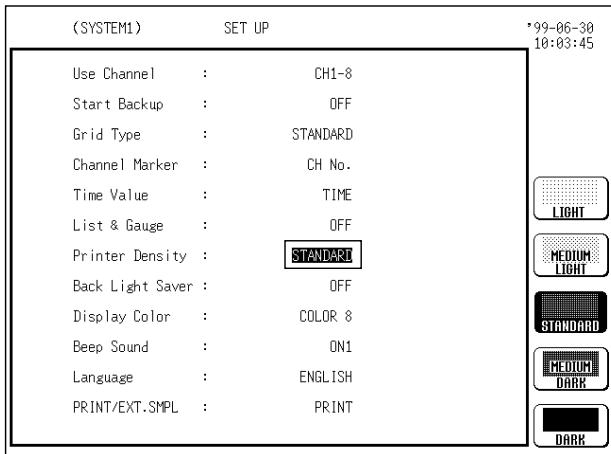 (SYSTEM1) SET UP '99-06-30
10:03:45
Use Channel : CH1-8
Start Backup : OFF
Grid Type : STANDARD
Channel Marker : CH No.
Time Value : TIME
List & Gauge : OFF
Printer Density : STANDARD
Back Light Saver : OFF
Display Color : COLOR 8
Beep Sound : ON1
Language : ENGLISH
PRINT/EXT.SMPL : PRINT
LIGHT
MEDIUM
LIGHT
STANDARD
MEDIUM
DARK
DARK